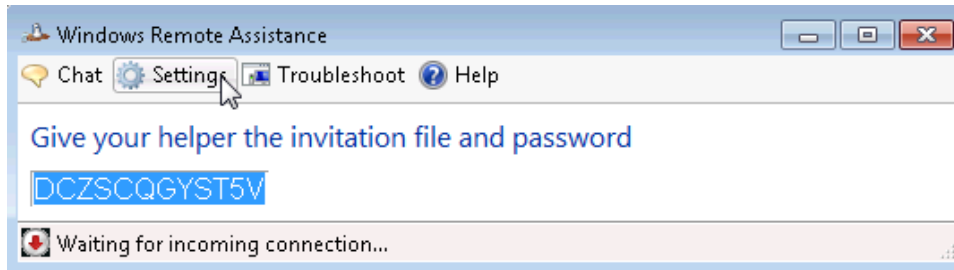 Windows Remote Assistance
Chat Settings Troubleshoot Help
Give your helper the invitation file and password
DCZSCQGYST5V
Waiting for incoming connection...